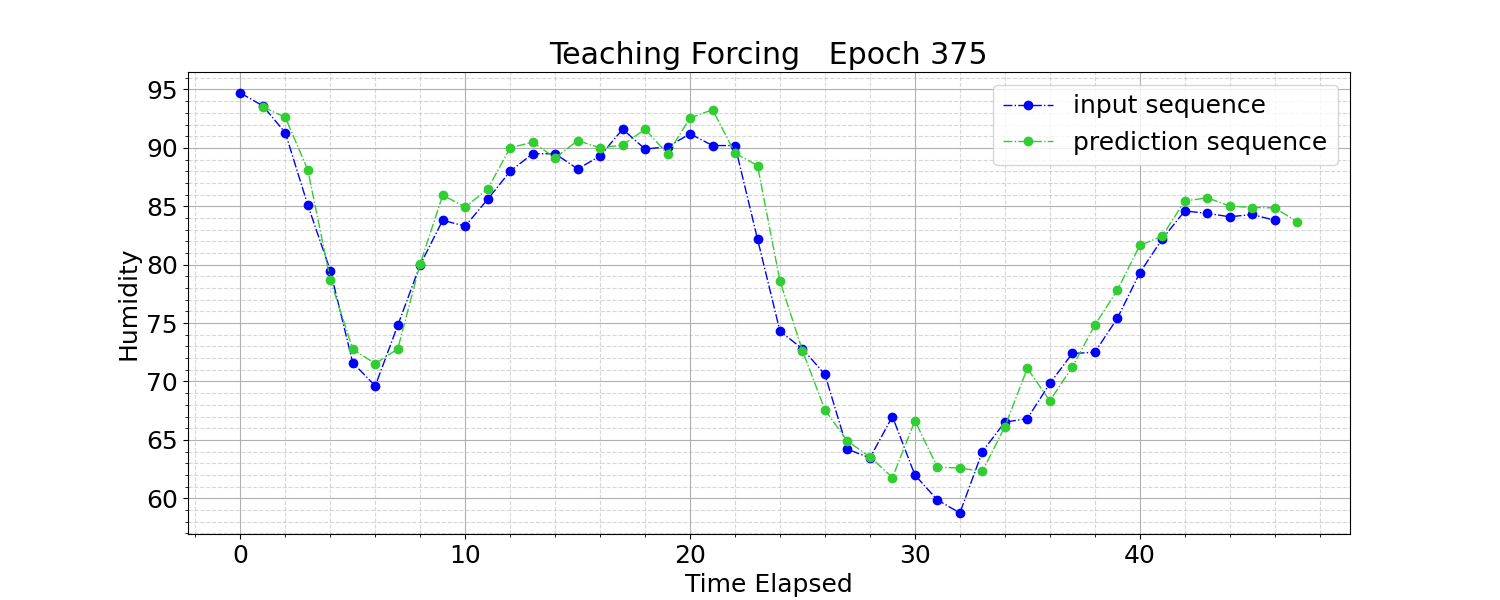 Teaching Forcing   Epoch 375
input sequence
prediction sequence
Humidity
95
90
85
80
75
70
65
60
0 10 20 30 40
Time Elapsed